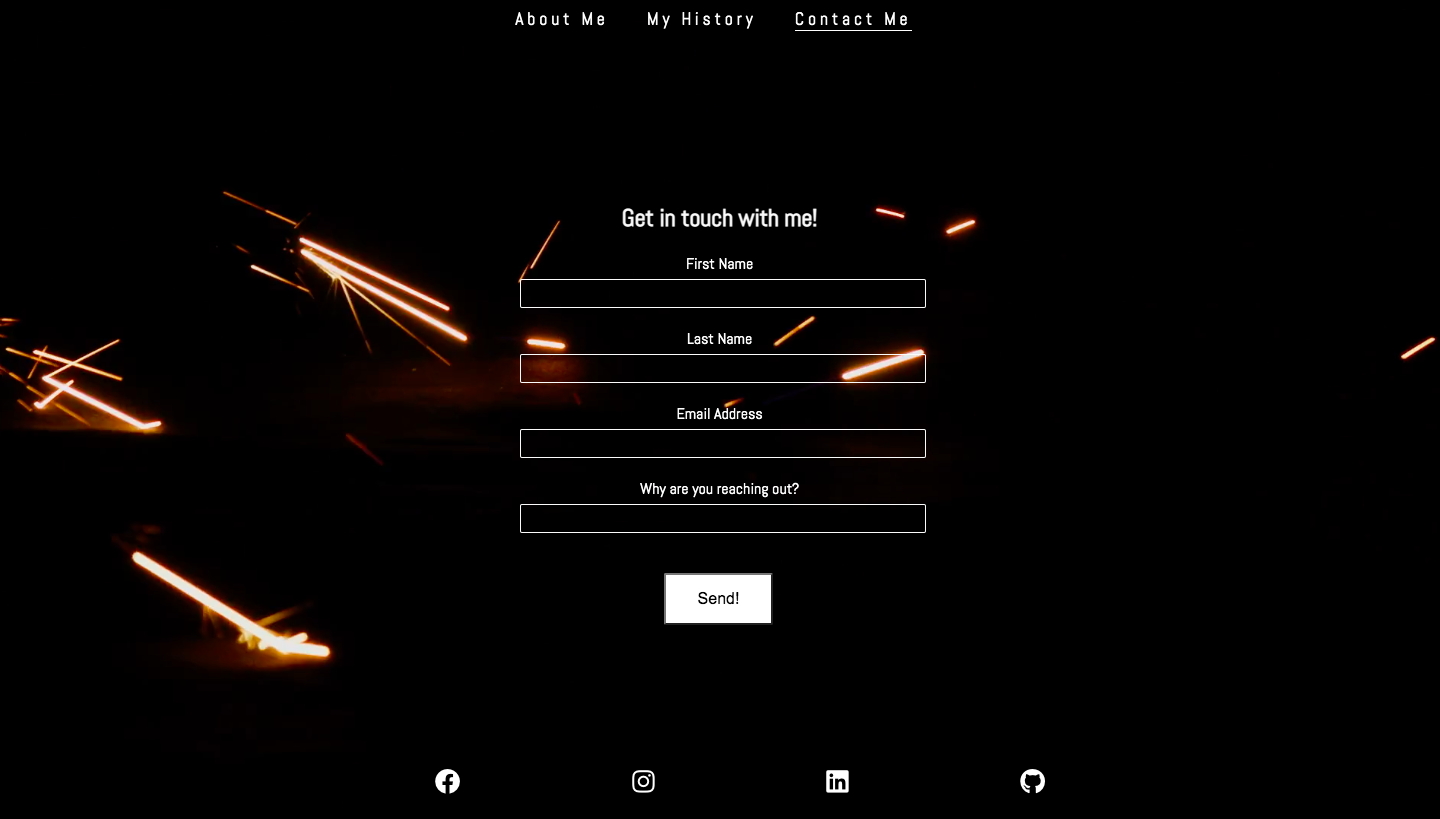 About Me My History Contact Me
Get in touch with me!
First Name
Last Name
Email Address
Why are you reaching out?
Send!